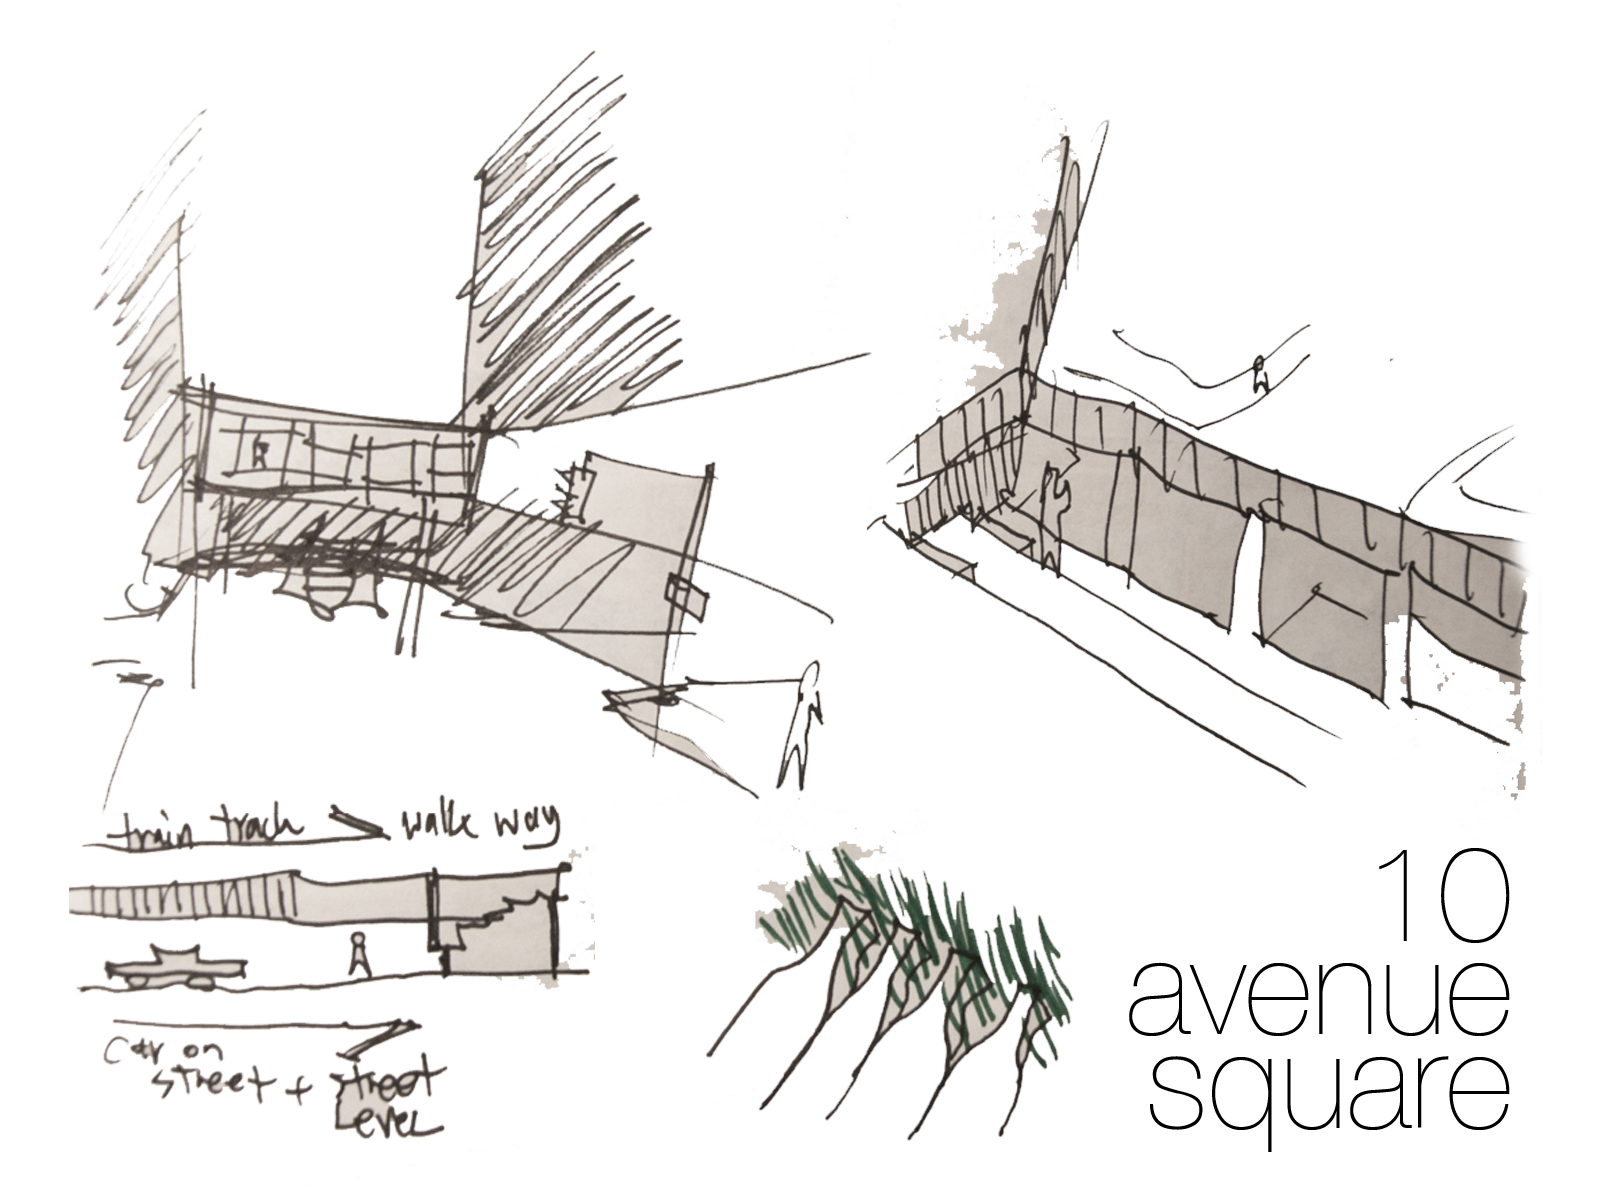 train track walk way
car on
street + street
level
10
avenue
square